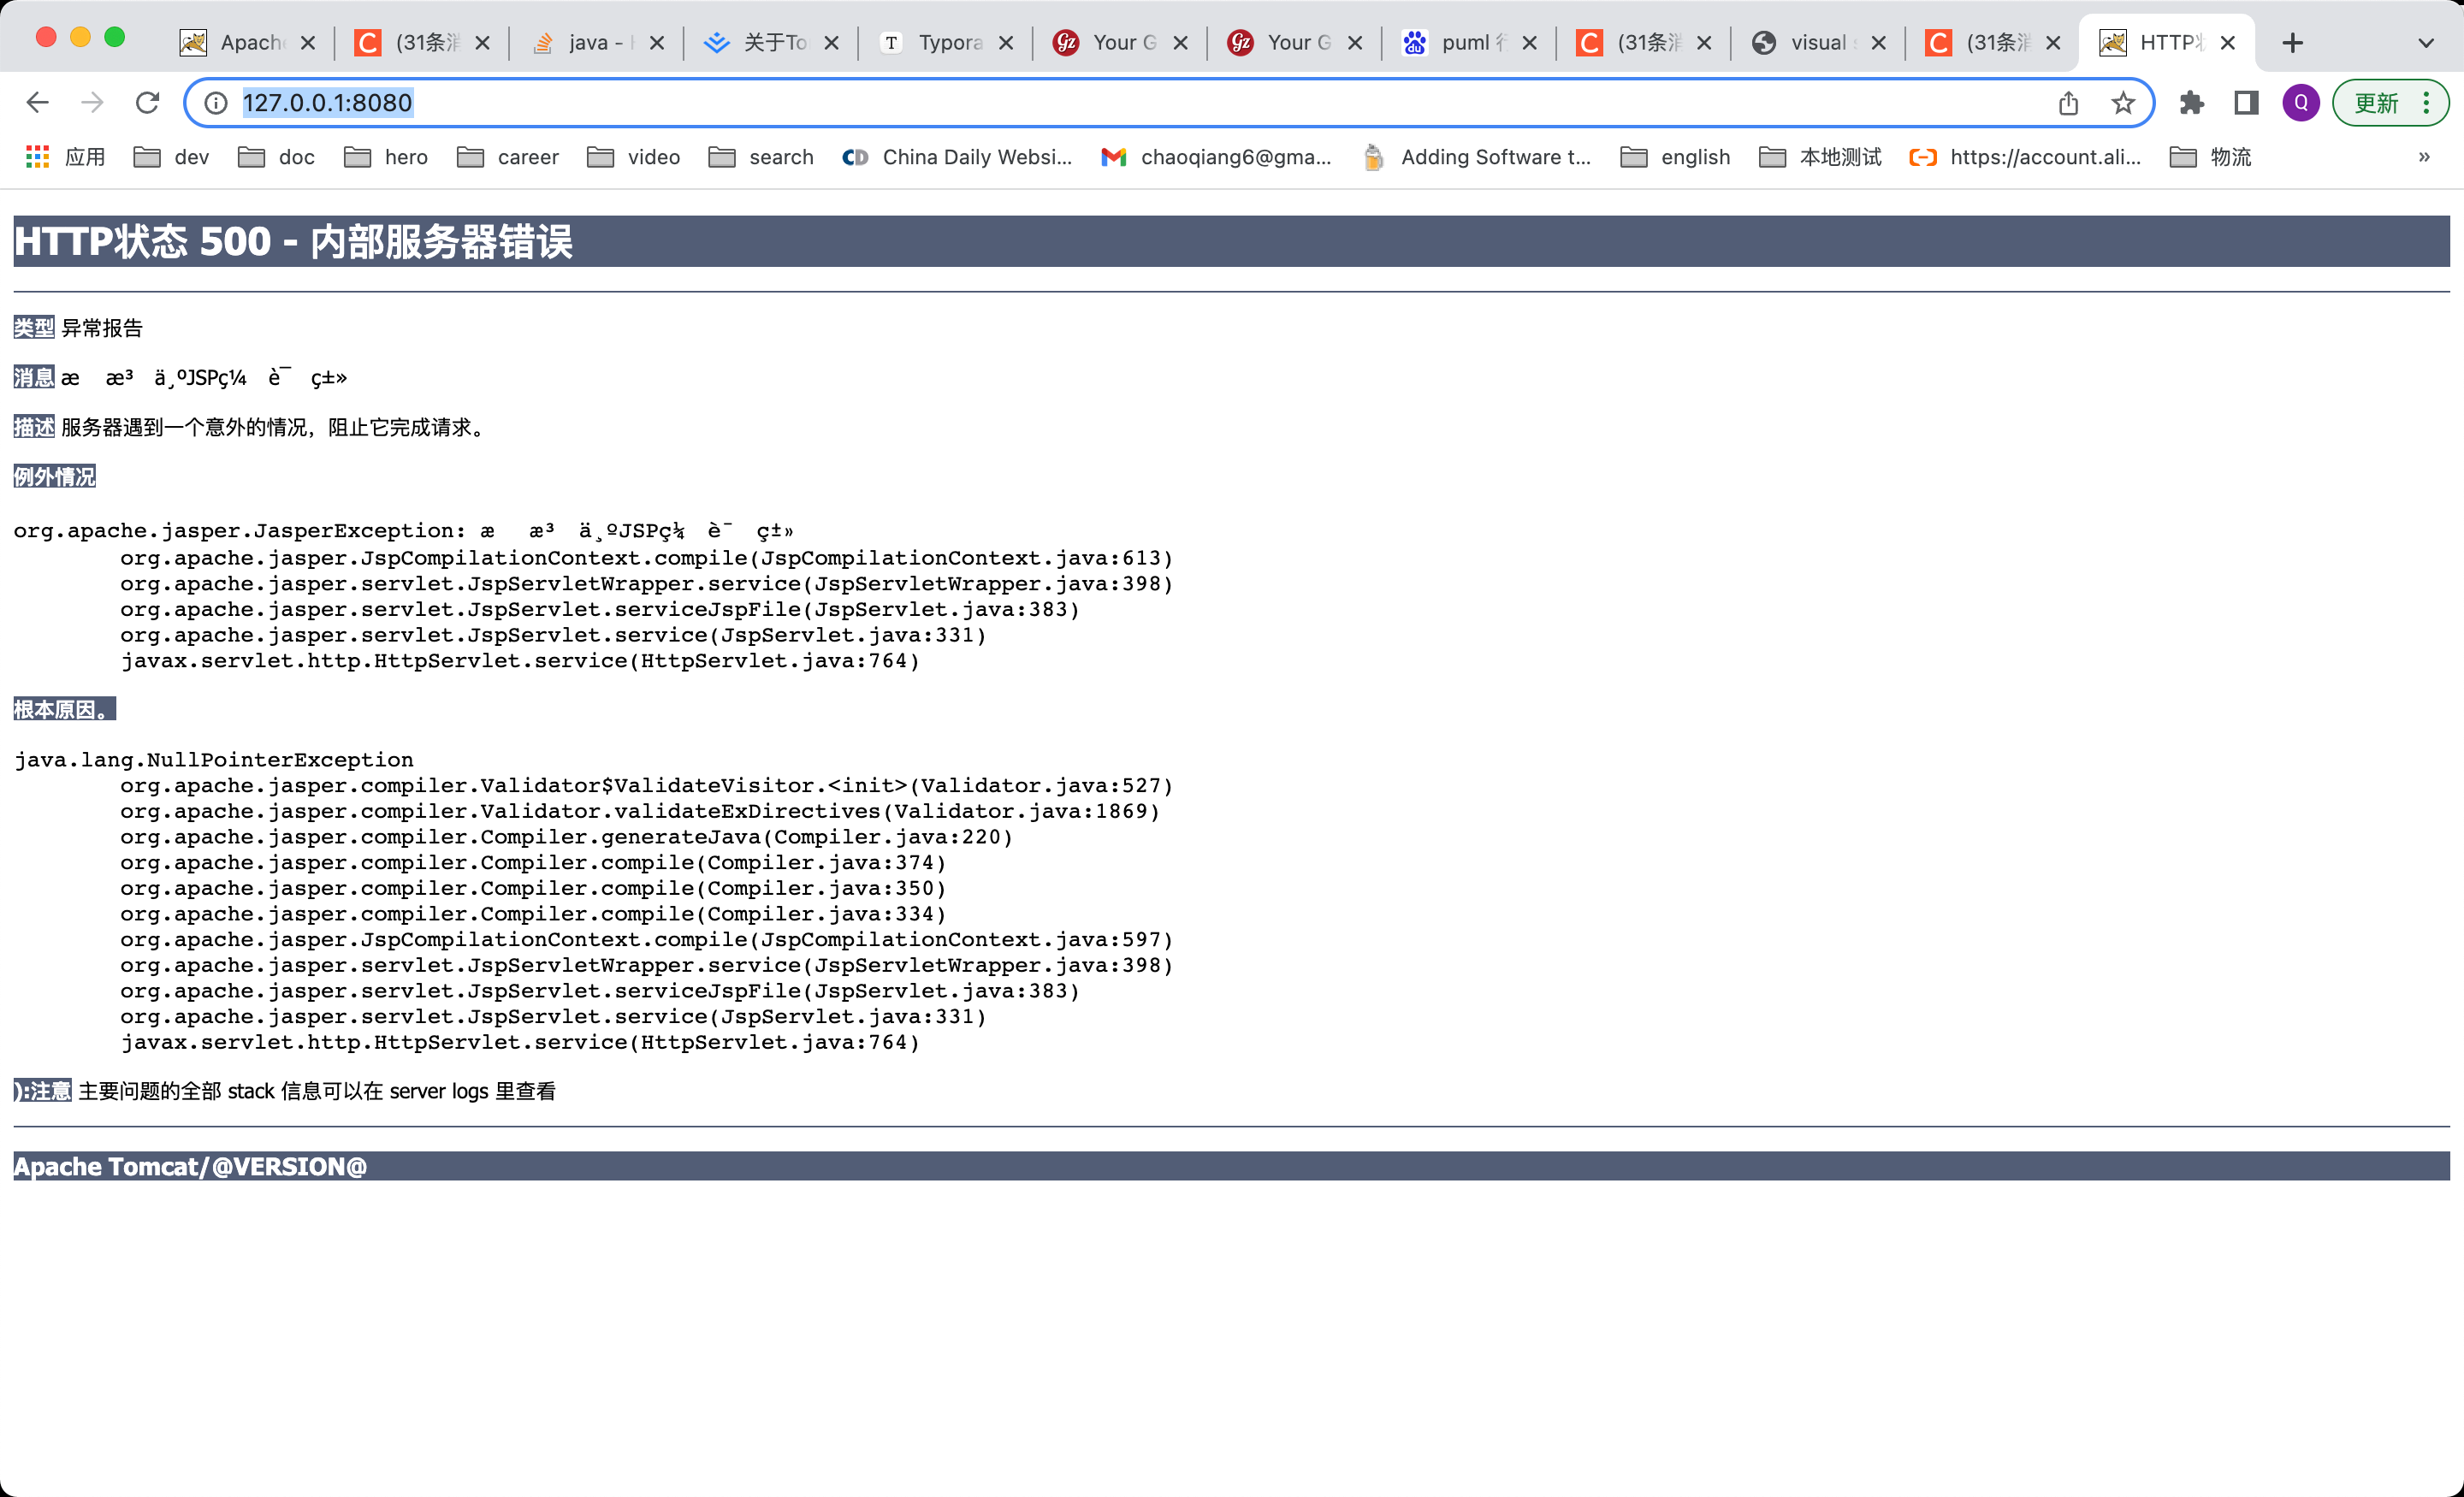 Apache
(31条消
java -
关于To
Typora
Your G
Your G
puml 行
(31条消
visual s
(31条消
HTTP状
127.0.0.1:8080
Q
更新
应用
dev
doc
hero
career
video
search
China Daily Websi...
chaoqiang6@gma...
Adding Software t...
english
本地测试
https://account.ali...
物流
»
HTTP状态 500 - 内部服务器错误
类型 异常报告
消息 æ æ³ ä¸ºJSPç¼ è¯ ç±»
描述 服务器遇到一个意外的情况，阻止它完成请求。
例外情况
org.apache.jasper.JasperException: æ æ³ ä¸ºJSPç¼ è¯ ç±»
org.apache.jasper.JspCompilationContext.compile(JspCompilationContext.java:613)
org.apache.jasper.servlet.JspServletWrapper.service(JspServletWrapper.java:398)
org.apache.jasper.servlet.JspServlet.serviceJspFile(JspServlet.java:383)
org.apache.jasper.servlet.JspServlet.service(JspServlet.java:331)
javax.servlet.http.HttpServlet.service(HttpServlet.java:764)
根本原因。
java.lang.NullPointerException
org.apache.jasper.compiler.Validator$ValidateVisitor.<init>(Validator.java:527)
org.apache.jasper.compiler.Validator.validateExDirectives(Validator.java:1869)
org.apache.jasper.compiler.Compiler.generateJava(Compiler.java:220)
org.apache.jasper.compiler.Compiler.compile(Compiler.java:374)
org.apache.jasper.compiler.Compiler.compile(Compiler.java:350)
org.apache.jasper.compiler.Compiler.compile(Compiler.java:334)
org.apache.jasper.JspCompilationContext.compile(JspCompilationContext.java:597)
org.apache.jasper.servlet.JspServletWrapper.service(JspServletWrapper.java:398)
org.apache.jasper.servlet.JspServlet.serviceJspFile(JspServlet.java:383)
org.apache.jasper.servlet.JspServlet.service(JspServlet.java:331)
javax.servlet.http.HttpServlet.service(HttpServlet.java:764)
):注意 主要问题的全部 stack 信息可以在 server logs 里查看
Apache Tomcat/@VERSION@